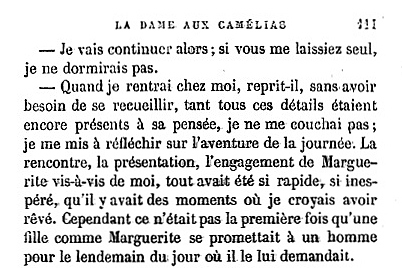 LA DAME AUX CAMÉLIAS 111
— Je vais continuer alors ; si vous me laissiez seul,
je ne dormirais pas.
— Quand je rentrai chez moi, reprit-il, sans avoir
besoin de se recueillir, tant tous ces détails étaient
encore présents à sa pensée, je ne me couchai pas ;
je me mis à réfléchir sur l'aventure de la journée. La
rencontre, la présentation, l'engagement de Margue-
rite vis-à-vis de moi, tout avait été si rapide, si ines-
péré, qu'il y avait des moments où je croyais avoir
rêvé. Cependant ce n'était pas la première fois qu'une
fille comme Marguerite se promettait à un homme
pour le lendemain du jour où il le lui demandait.